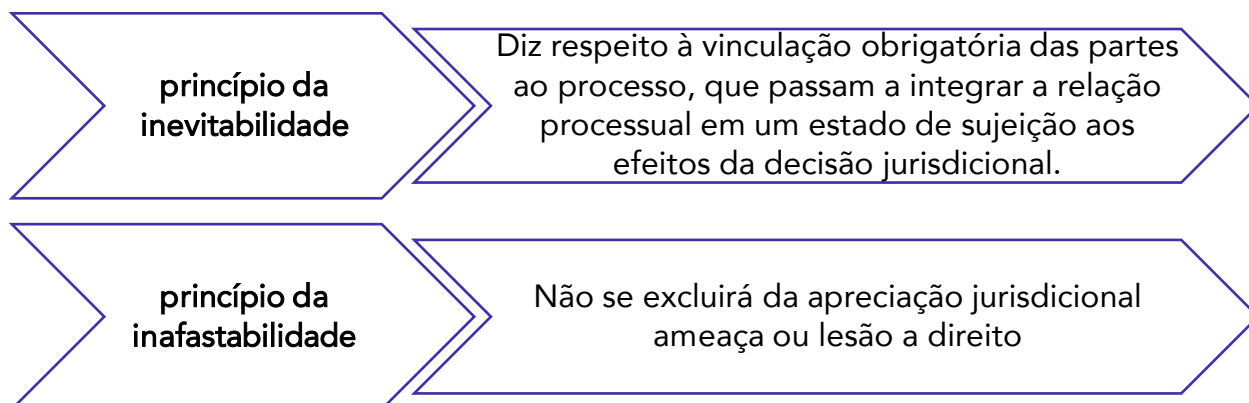 princípio da
inevitabilidade
Diz respeito à vinculação obrigatória das partes
ao processo, que passam a integrar a relação
processual em um estado de sujeição aos
efeitos da decisão jurisdicional.
princípio da
inafastabilidade
Não se excluirá da apreciação jurisdicional
ameaça ou lesão a direito